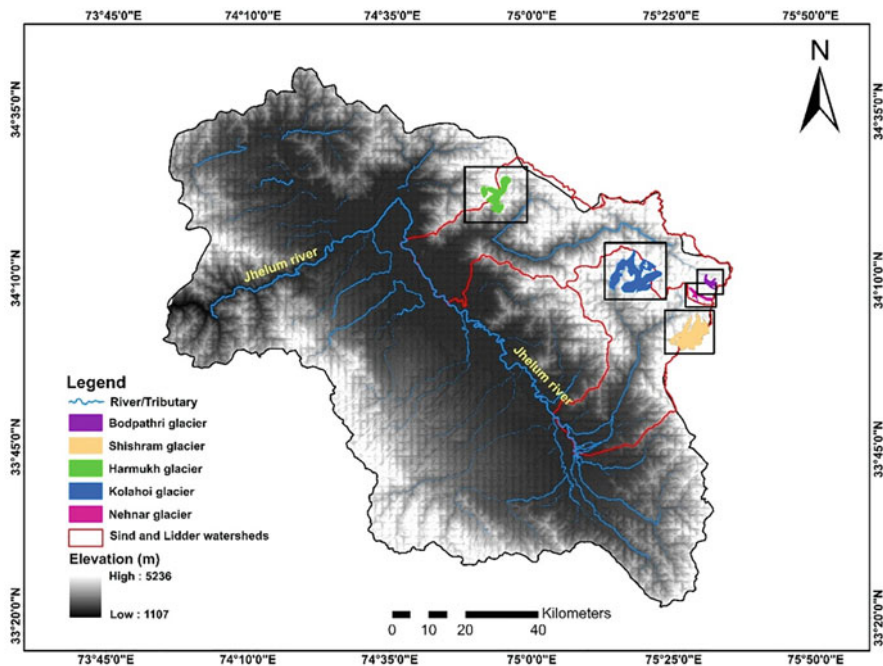 73°45'0"E 74°10'0"E 74°35'0"E 75°0'0"E 75°25'0"E 75°50'0"E
N
34°35'0"N
34°35'0"N
34°10'0"N
34°10'0"N
33°45'0"N
33°45'0"N
33°20'0"N
33°20'0"N
Jhelum river
Jhelum river
Legend
River/Tributary
Bodpathri glacier
Shishram glacier
Harmukh glacier
Kolahoi glacier
Nehnar glacier
Sind and Lidder watersheds
Elevation (m)
High : 5236
Low : 1107
Kilometers
0 10 20 40
73°45'0"E 74°10'0"E 74°35'0"E 75°0'0"E 75°25'0"E 75°50'0"E